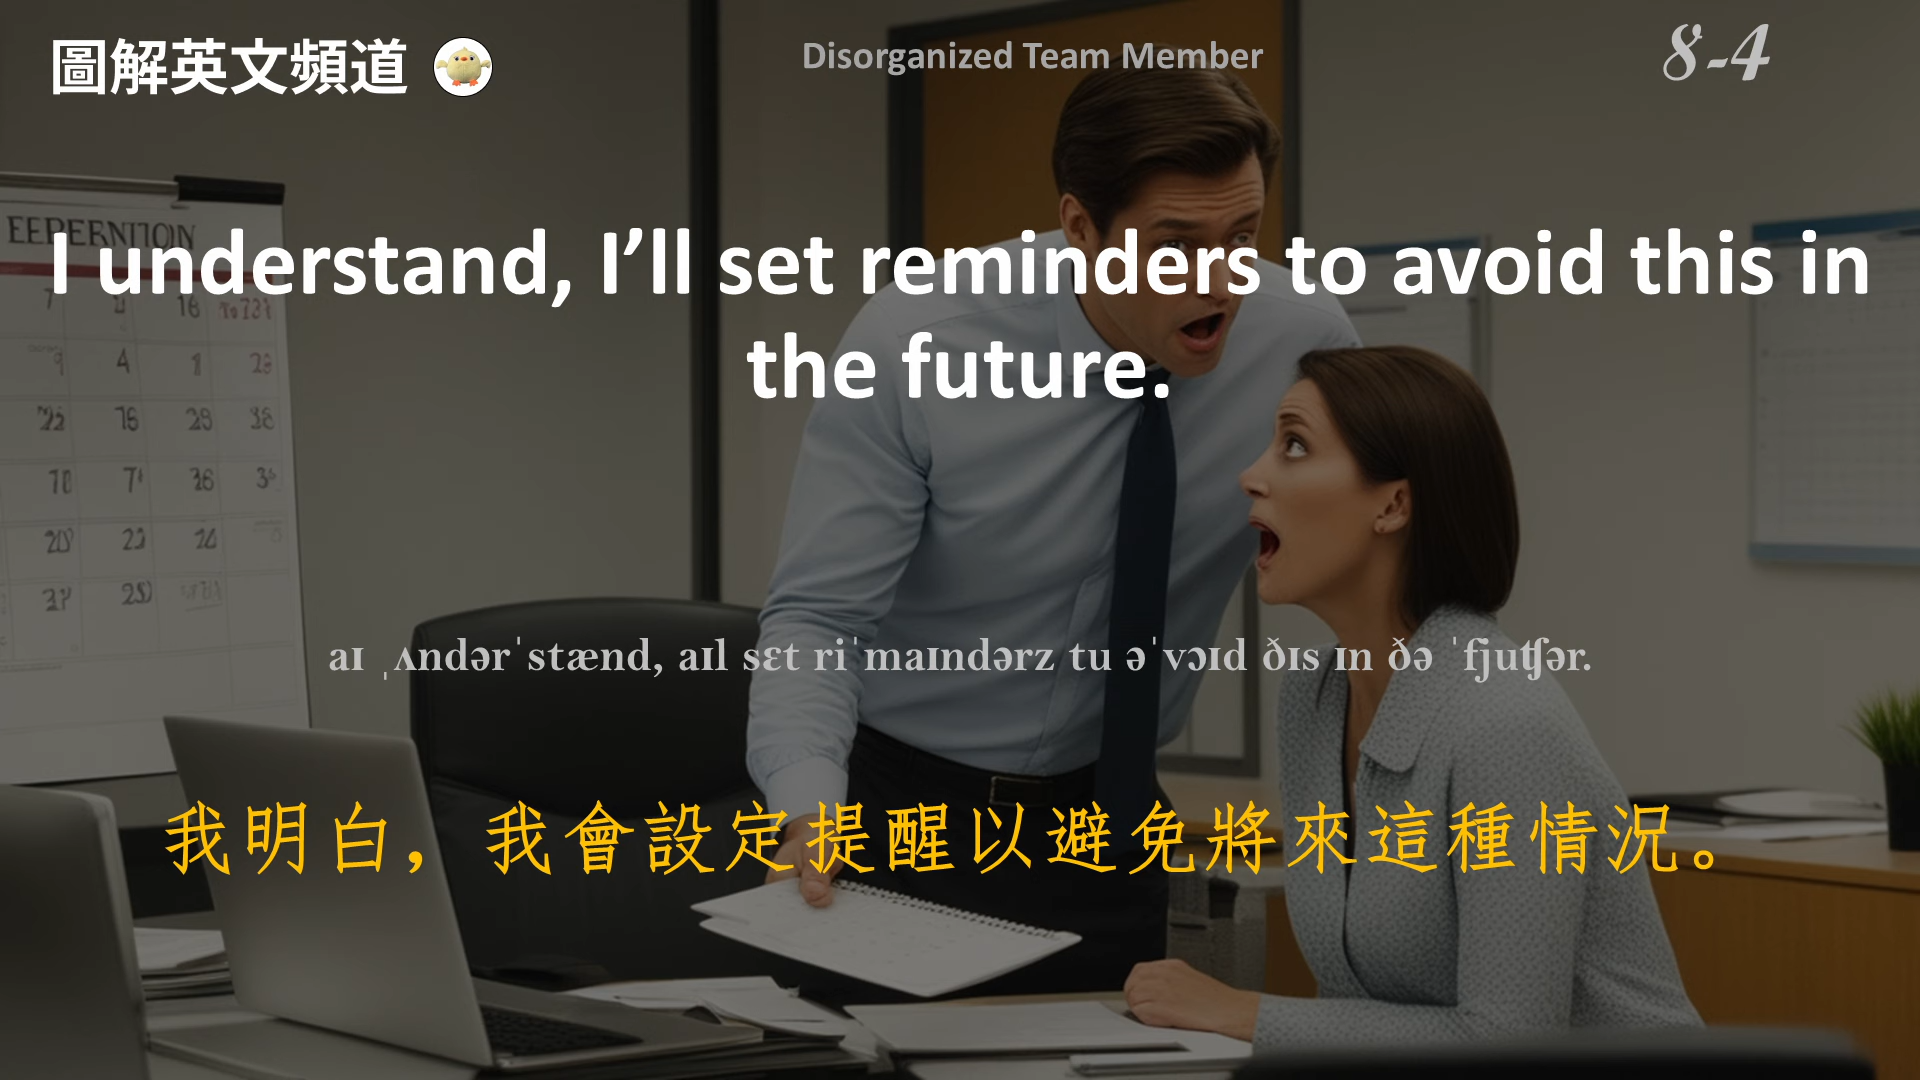 圖解英文頻道
Disorganized Team Member
8-4
EEPERNTION
I understand, I’ll set reminders to avoid this in
the future.
aɪ ˌʌndərˈstænd, aɪl sɛt riˈmaɪndərz tu əˈvɔɪd ðɪs ɪn ðə ˈfjuʧər.
我明白，我會設定提醒以避免將來這種情況。